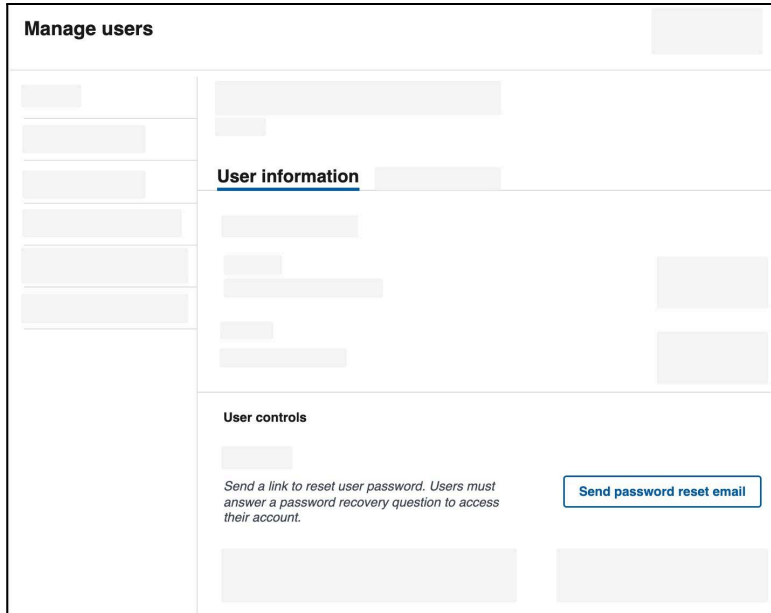 Manage users
User information
User controls
Send a link to reset user password. Users must
answer a password recovery question to access
their account.
Send password reset email